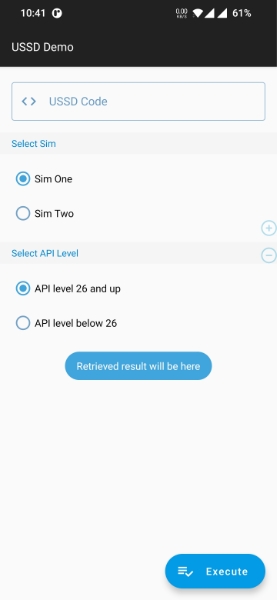 10:41 0.00 KB/S 61%
USSD Demo
<> USSD Code
Select Sim
Sim One
Sim Two
Select API Level
API level 26 and up
API level below 26
Retrieved result will be here
Execute